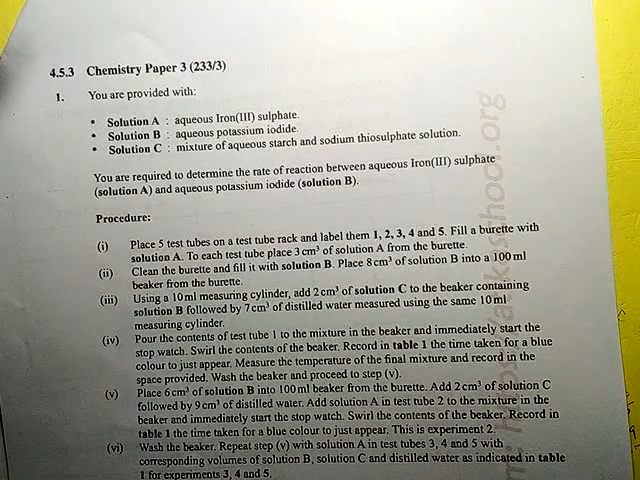 4.5.3 Chemistry Paper 3 (233/3)
1. You are provided with:
• Solution A : aqueous Iron(III) sulphate.
• Solution B : aqueous potassium iodide.
• Solution C : mixture of aqueous starch and sodium thiosulphate solution.
You are required to determine the rate of reaction between aqueous Iron(III) sulphate
(solution A) and aqueous potassium iodide (solution B).
Procedure:
(i) Place 5 test tubes on a test tube rack and label them 1, 2, 3, 4 and 5. Fill a burette with
solution A. To each test tube place 3 cm³ of solution A from the burette.
(ii) Clean the burette and fill it with solution B. Place 8 cm³ of solution B into a 100 ml
beaker from the burette.
(iii) Using a 10 ml measuring cylinder, add 2 cm³ of solution C to the beaker containing
solution B followed by 7 cm³ of distilled water measured using the same 10 ml
measuring cylinder.
(iv) Pour the contents of test tube 1 to the mixture in the beaker and immediately start the
stop watch. Swirl the contents of the beaker. Record in table 1 the time taken for a blue
colour to just appear. Measure the temperature of the final mixture and record in the
space provided. Wash the beaker and proceed to step (v).
(v) Place 6 cm³ of solution B into 100 ml beaker from the burette. Add 2 cm³ of solution C
followed by 9 cm³ of distilled water. Add solution A in test tube 2 to the mixture in the
beaker and immediately start the stop watch. Swirl the contents of the beaker. Record in
table 1 the time taken for a blue colour to just appear. This is experiment 2.
(vi) Wash the beaker. Repeat step (v) with solution A in test tubes 3, 4 and 5 with
corresponding volumes of solution B, solution C and distilled water as indicated in table
1 for experiments 3, 4 and 5.